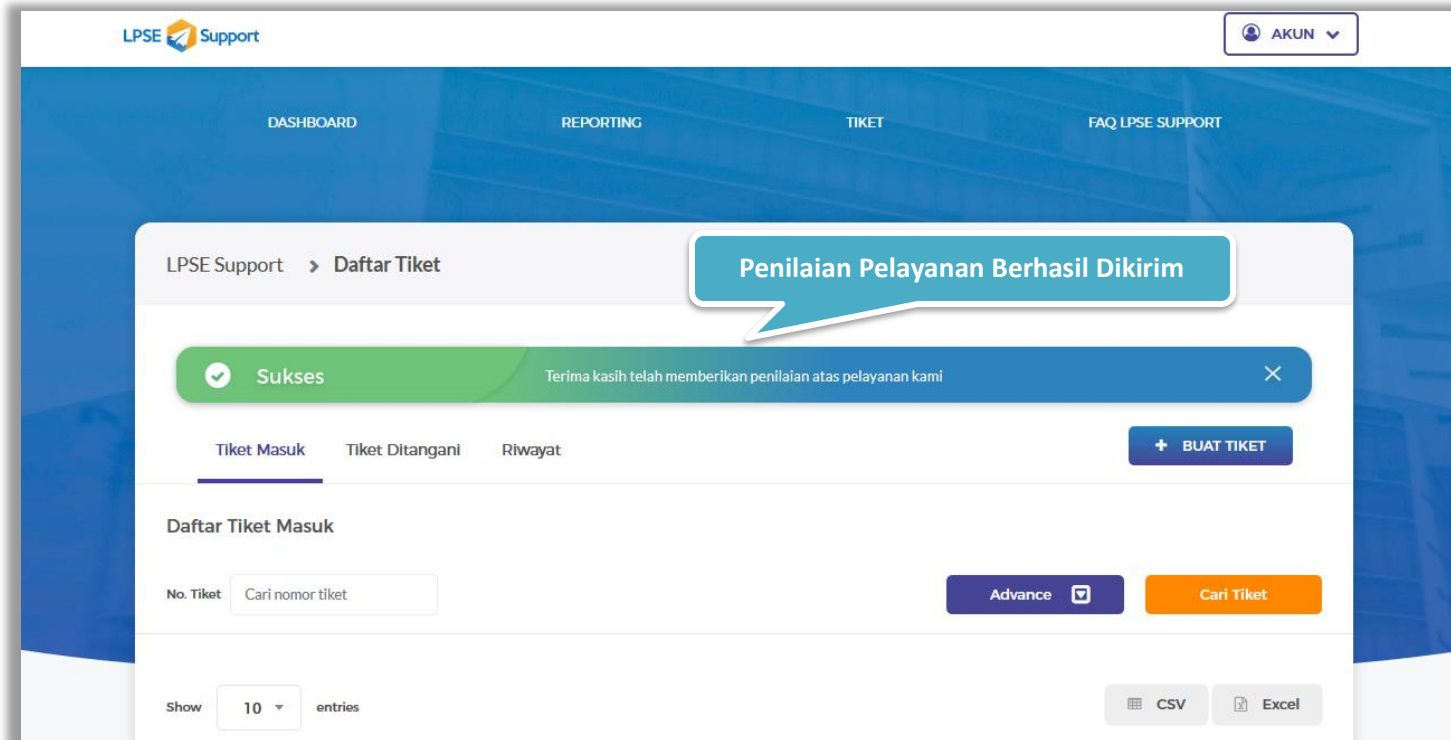 LPSE Support
AKUN
DASHBOARD REPORTING TIKET FAQ LPSE SUPPORT
LPSE Support > Daftar Tiket
Penilaian Pelayanan Berhasil Dikirim
Sukses Terima kasih telah memberikan penilaian atas pelayanan kami
Tiket Masuk Tiket Ditangani Riwayat + BUAT TIKET
Daftar Tiket Masuk
No. Tiket Cari nomor tiket Advance Cari Tiket
Show 10 entries CSV Excel